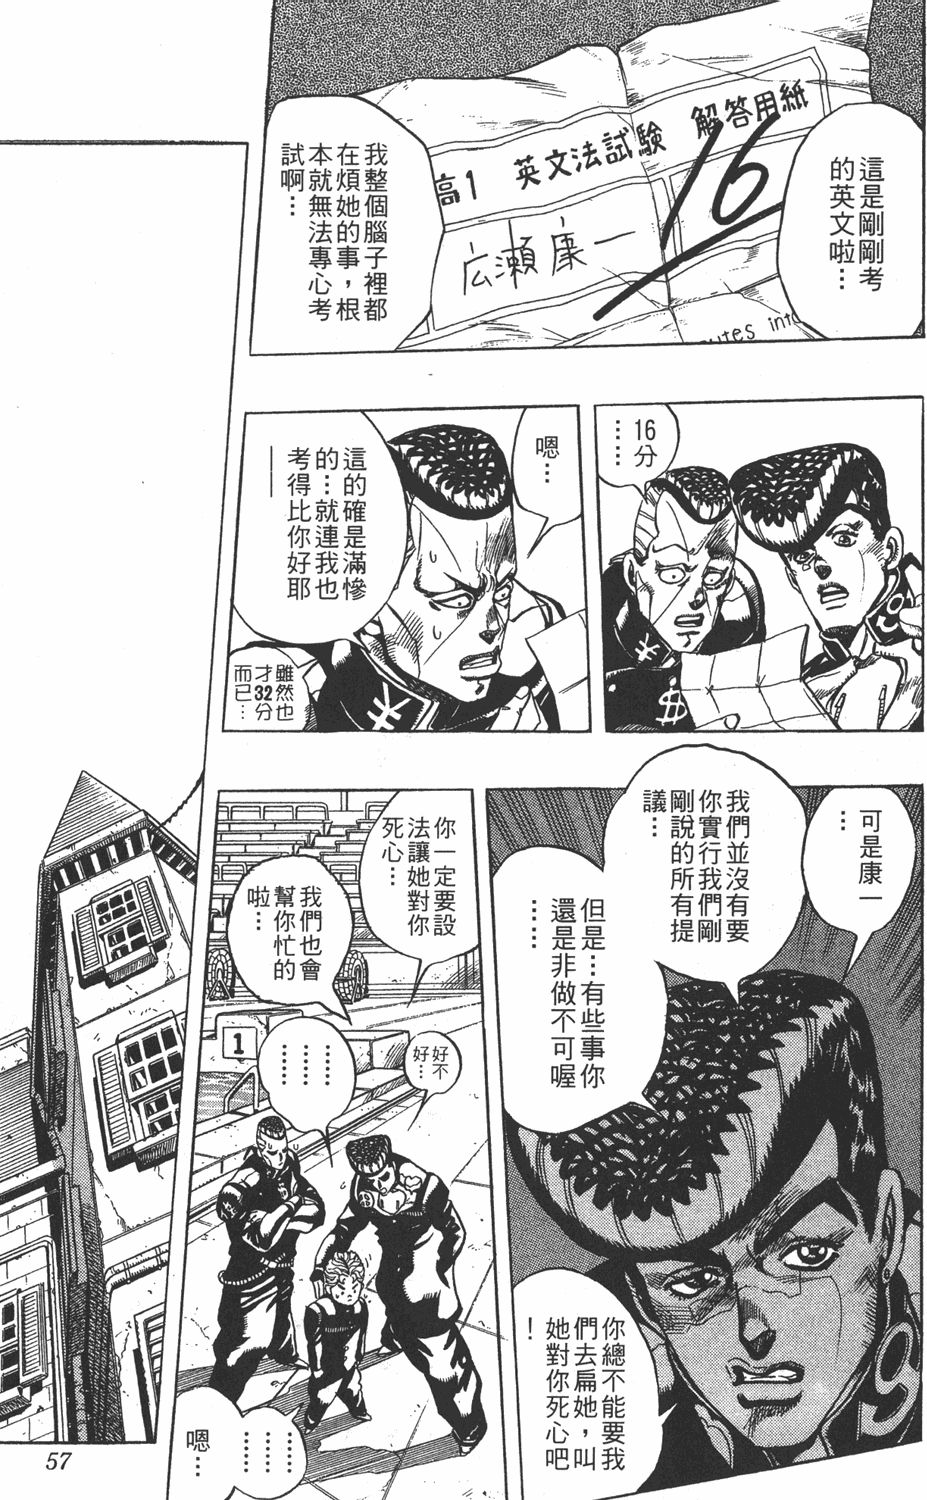 這是剛剛考
的英文啦…
高1 英文法試験 解答用紙
16
広瀬康一
utes into
我整個腦子裡都
在煩她的事，根
本就無法專心考
試啊…
16分
……
嗯…
這的確是滿慘
的…就連我也
考得比你好耶
——
雖然也
才32分
而已…
可是康一
…
我們並沒有要
你實行我們剛
剛說的所有提
議…
但是…有些事你
還是非做不可喔
……
你總不能要我
們去扁她，叫
她對你死心吧
！
你一定要設
法讓她對你
死心…
我們也會
幫你忙的
啦…
好不
好…
…………
1
……
嗯…
57